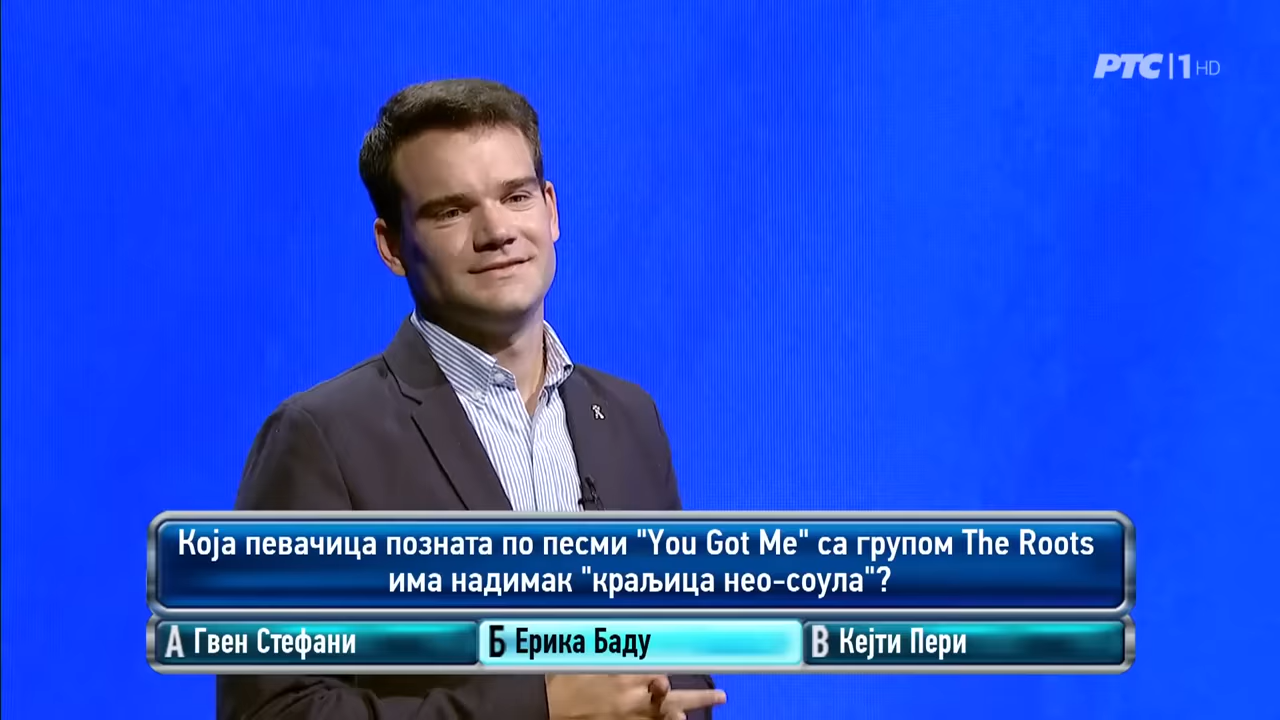 РТС|1 HD
Која певачица позната по песми "You Got Me" са групом The Roots
има надимак "краљица нео-соула"?
А Гвен Стефани
Б Ерика Баду
В Кејти Пери